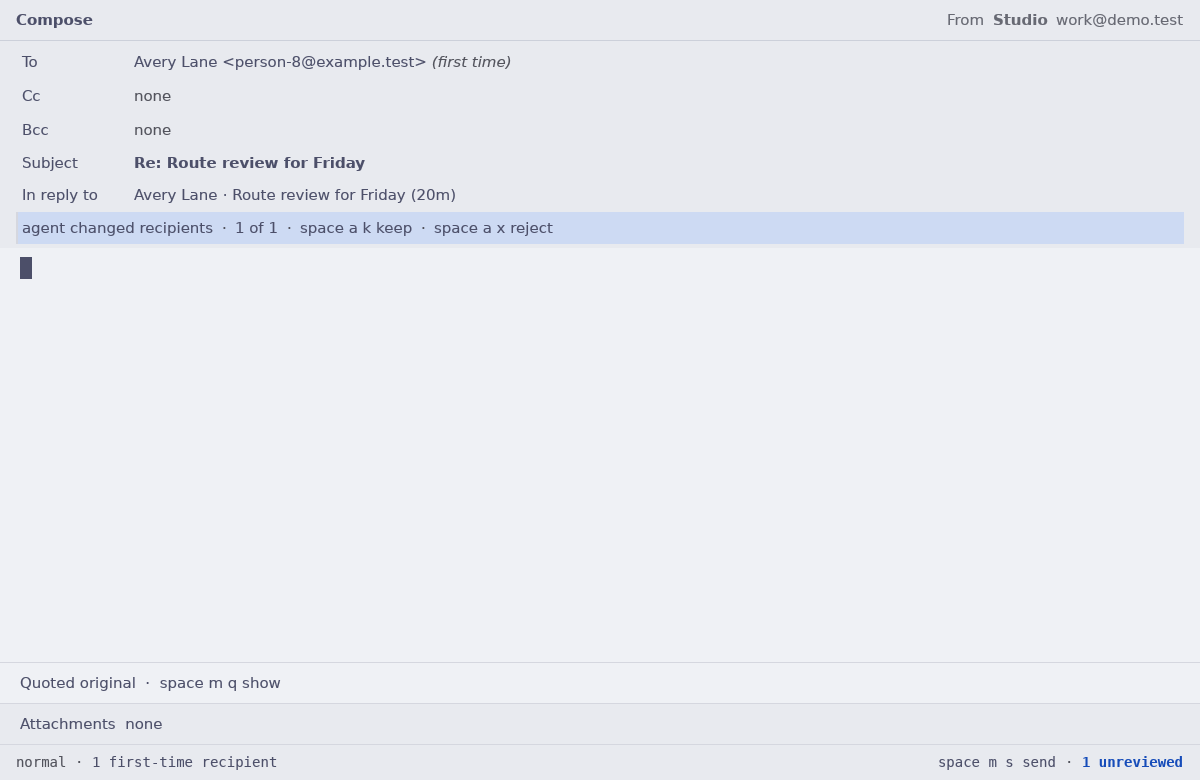 Compose From Studio work@demo.test
To Avery Lane <person-8@example.test> (first time)
Cc none
Bcc none
Subject Re: Route review for Friday
In reply to Avery Lane · Route review for Friday (20m)
agent changed recipients · 1 of 1 · space a k keep · space a x reject
Quoted original · space m q show
Attachments none
normal · 1 first-time recipient space m s send · 1 unreviewed